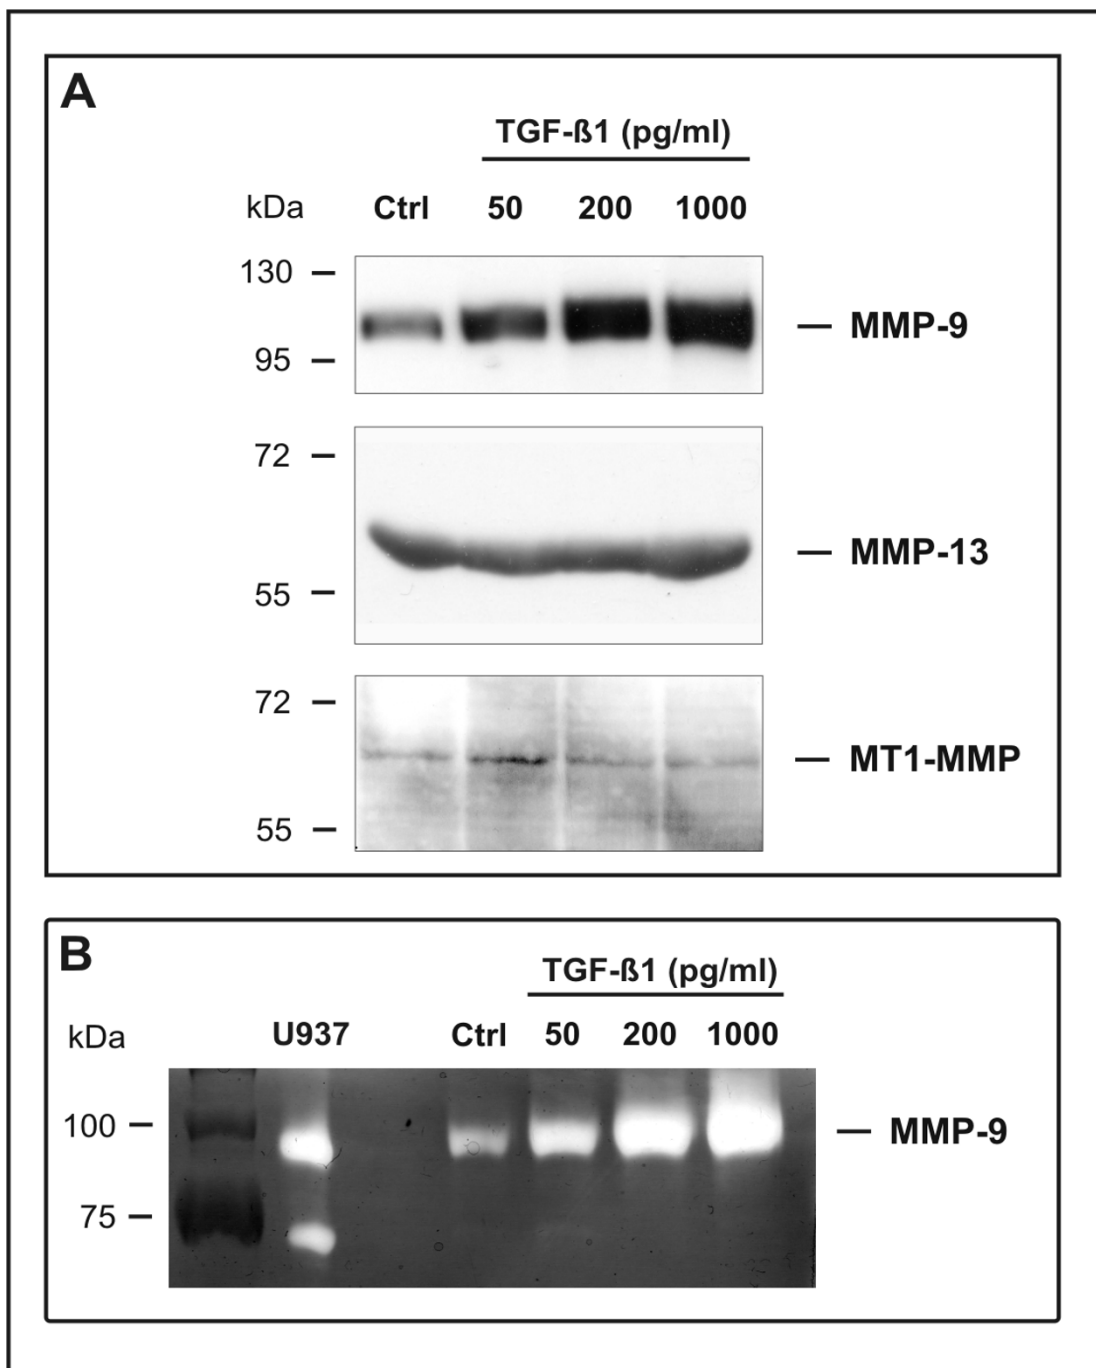 A
TGF-ß1 (pg/ml)
kDa Ctrl 50 200 1000
130
MMP-9
95
72
MMP-13
55
72
MT1-MMP
55
B
TGF-ß1 (pg/ml)
kDa U937 Ctrl 50 200 1000
100
MMP-9
75